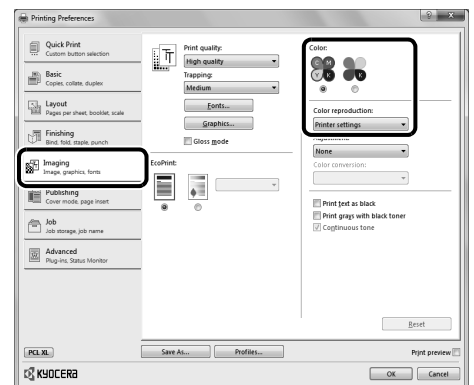 Printing Preferences
Quick Print
Custom button selection
Basic
Copies, collate, duplex
Layout
Pages per sheet, booklet, scale
Finishing
Bind, fold, staple, punch
Imaging
Image, graphics, fonts
Publishing
Cover mode, page insert
Job
Job storage, job name
Advanced
Plug-ins, Status Monitor
Print quality:
High quality
Trapping:
Medium
Fonts...
Graphics...
Gloss mode
EcoPrint:
Color:
C M
Y K K
Color reproduction:
Printer settings
None
Color conversion:
Print text as black
Print grays with black toner
Continuous tone
Reset
PCL XL
Save As...
Profiles...
Print preview
KYOCERA
OK
Cancel